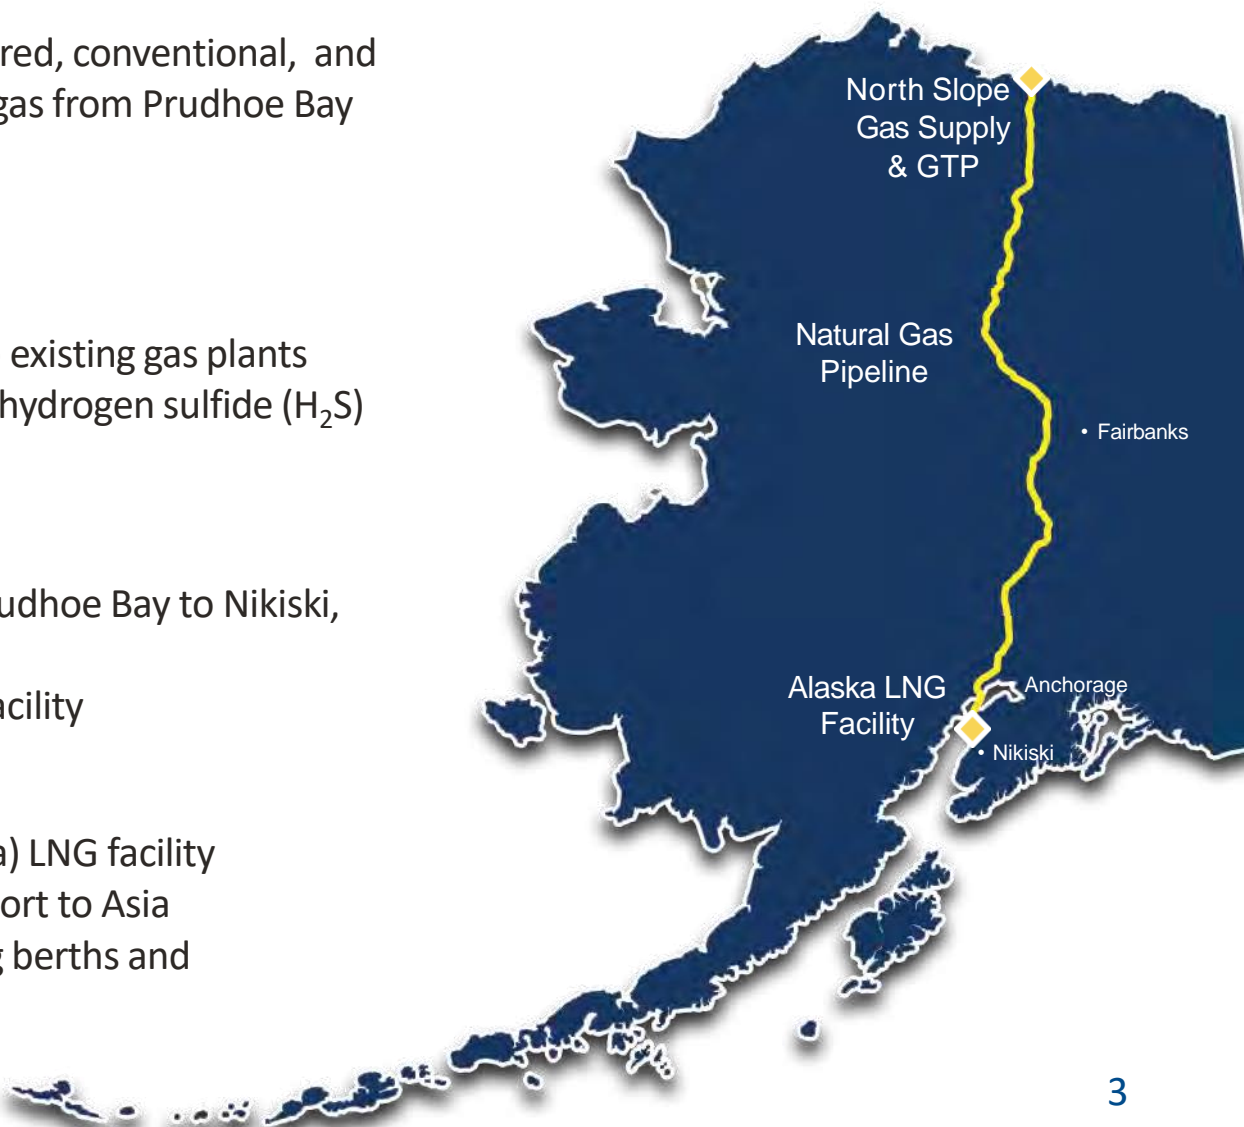 red, conventional, and
gas from Prudhoe Bay
existing gas plants
hydrogen sulfide (H₂S)
rudhoe Bay to Nikiski,
acility
a) LNG facility
ort to Asia
g berths and
North Slope
Gas Supply
& GTP
Natural Gas
Pipeline
• Fairbanks
Alaska LNG
Facility
Anchorage
• Nikiski
3